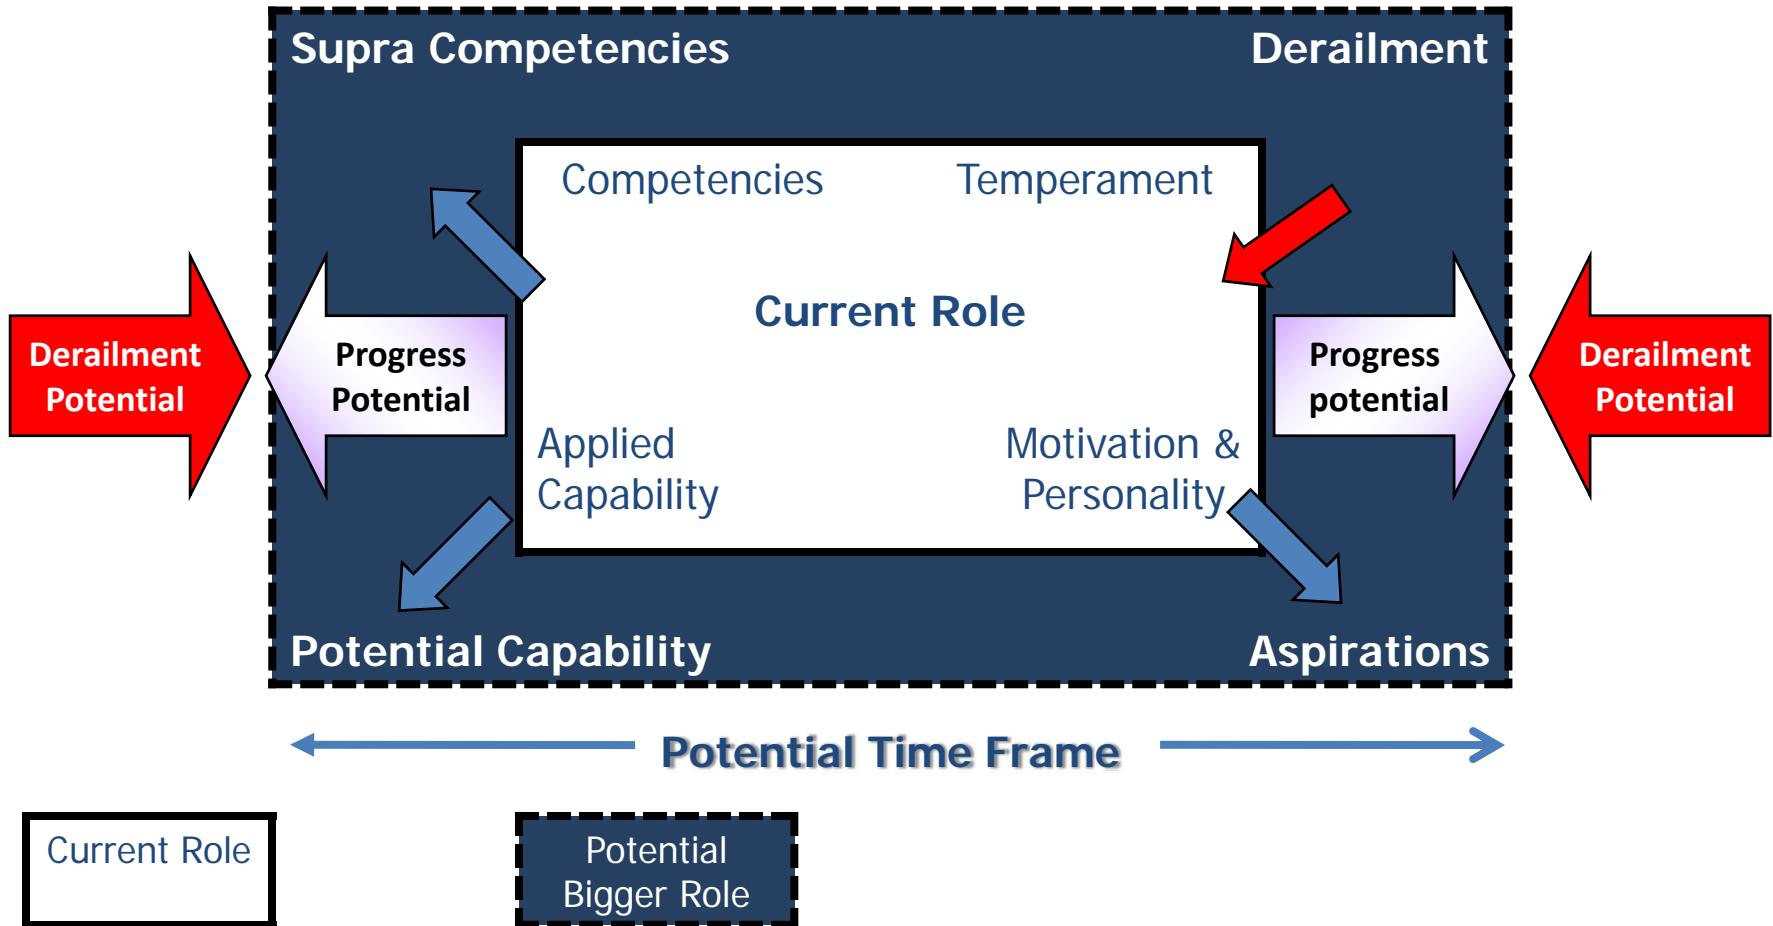 Supra Competencies
Derailment
Competencies
Temperament
Current Role
Derailment
Potential
Progress
Potential
Progress
potential
Derailment
Potential
Applied
Capability
Motivation &
Personality
Potential Capability
Aspirations
Potential Time Frame
Current Role
Potential
Bigger Role